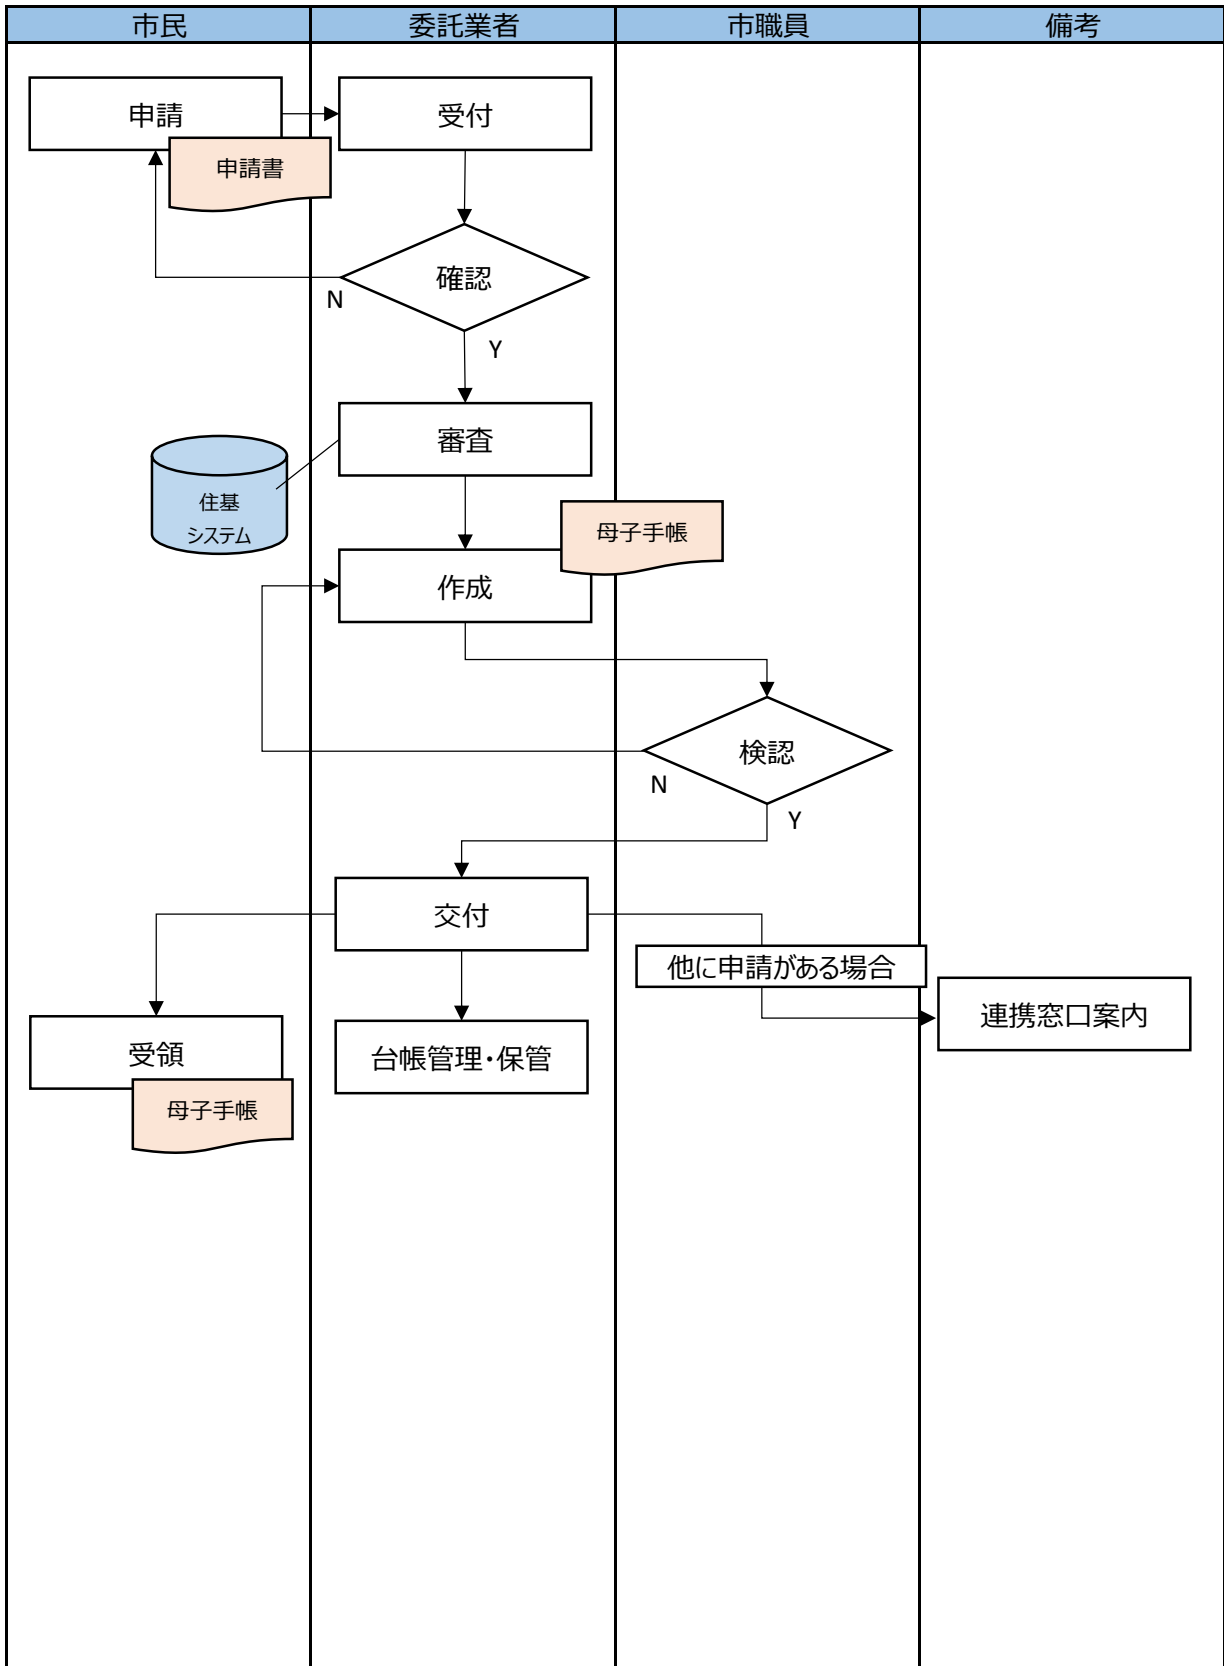 市民
委託業者
市職員
備考
申請
受付
申請書
確認
N
Y
審査
住基
システム
母子手帳
作成
検認
N
Y
交付
他に申請がある場合
連携窓口案内
受領
台帳管理・保管
母子手帳